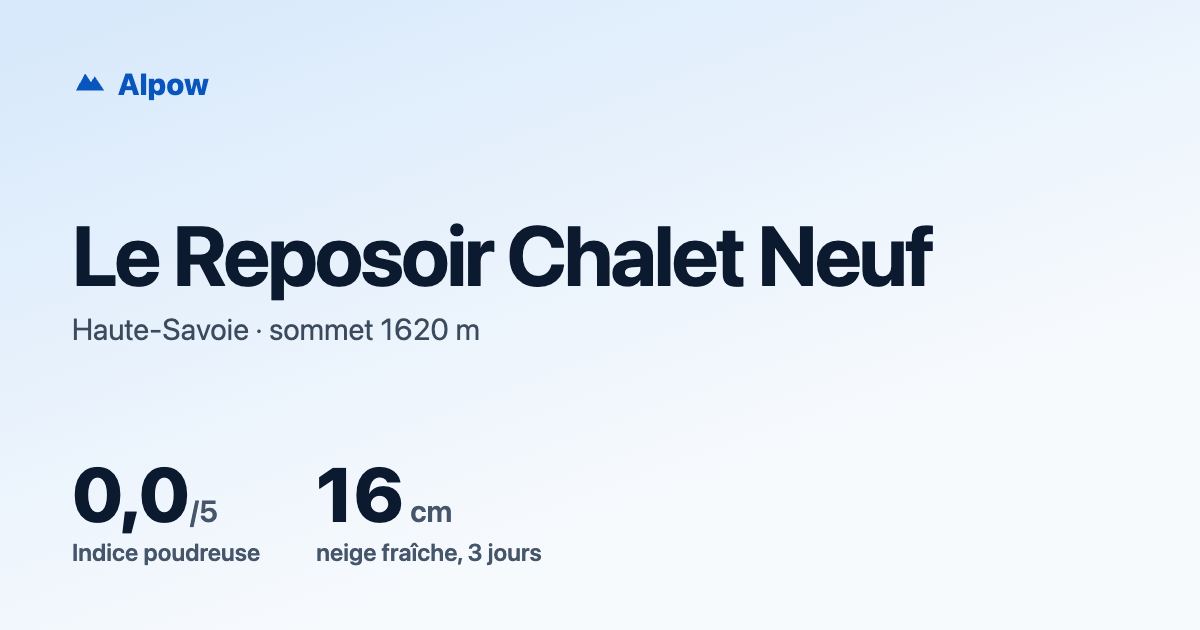 Alpow
Le Reposoir Chalet Neuf
Haute-Savoie · sommet 1620 m
0,0/5 16 cm
Indice poudreuse neige fraîche, 3 jours